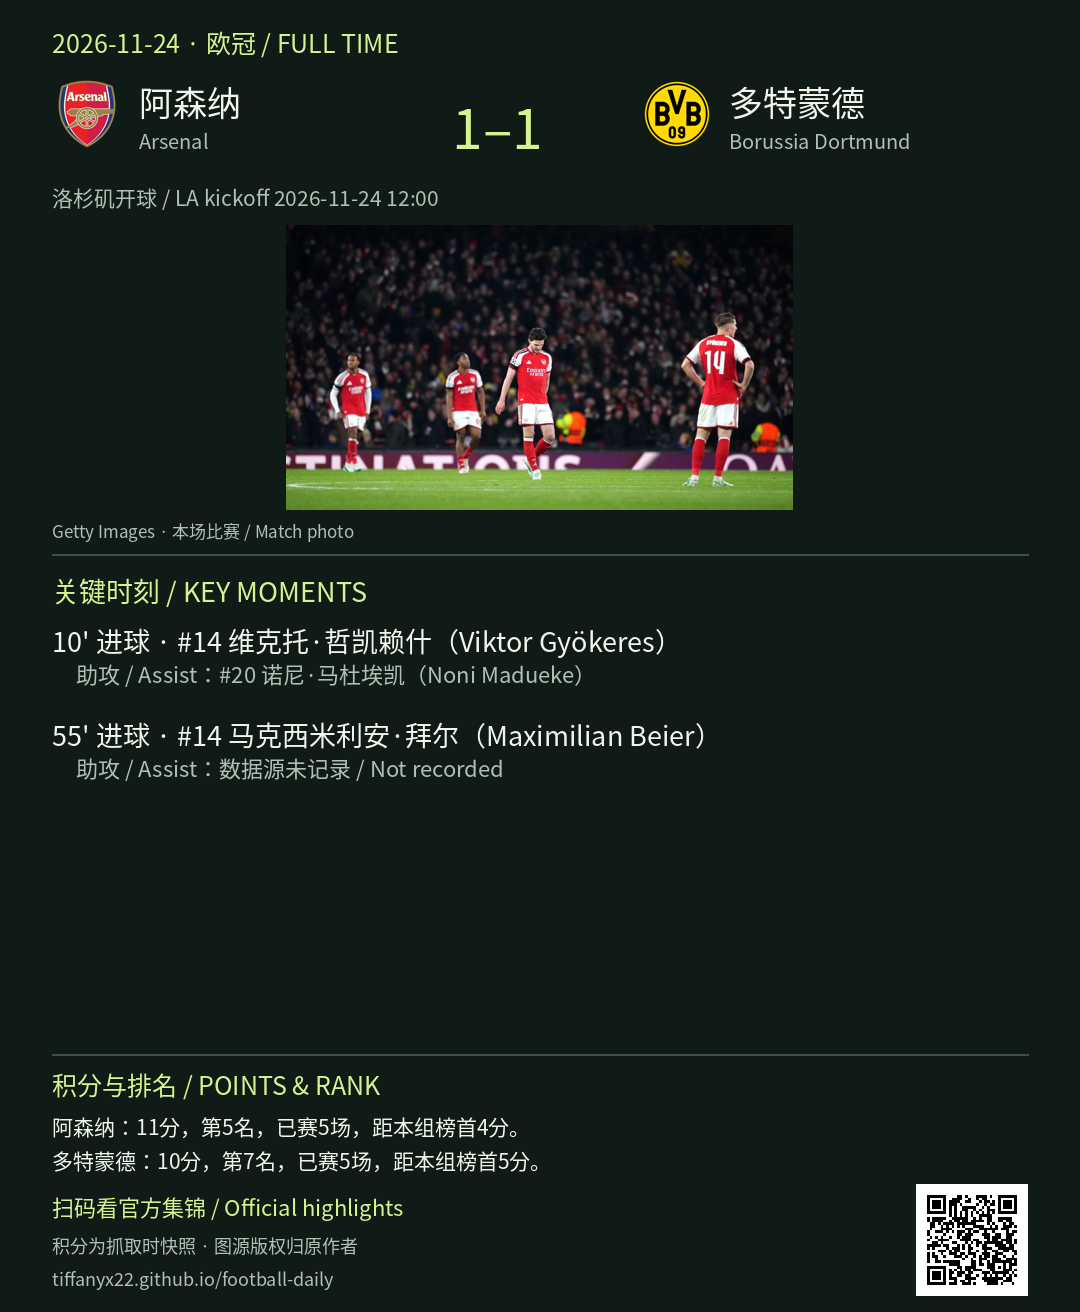 2026-11-24 · 欧冠 / FULL TIME
Arsenal
阿森纳
Arsenal
1–1
BVB
09
多特蒙德
Borussia Dortmund
洛杉矶开球 / LA kickoff 2026-11-24 12:00
GYÖKERES
14
Getty Images · 本场比赛 / Match photo
关键时刻 / KEY MOMENTS
10' 进球 · #14 维克托·哲凯赖什（Viktor Gyökeres）
助攻 / Assist：#20 诺尼·马杜埃凯（Noni Madueke）
55' 进球 · #14 马克西米利安·拜尔（Maximilian Beier）
助攻 / Assist：数据源未记录 / Not recorded
积分与排名 / POINTS & RANK
阿森纳：11分，第5名，已赛5场，距本组榜首4分。
多特蒙德：10分，第7名，已赛5场，距本组榜首5分。
扫码看官方集锦 / Official highlights
积分为抓取时快照 · 图源版权归原作者
tiffanyx22.github.io/football-daily